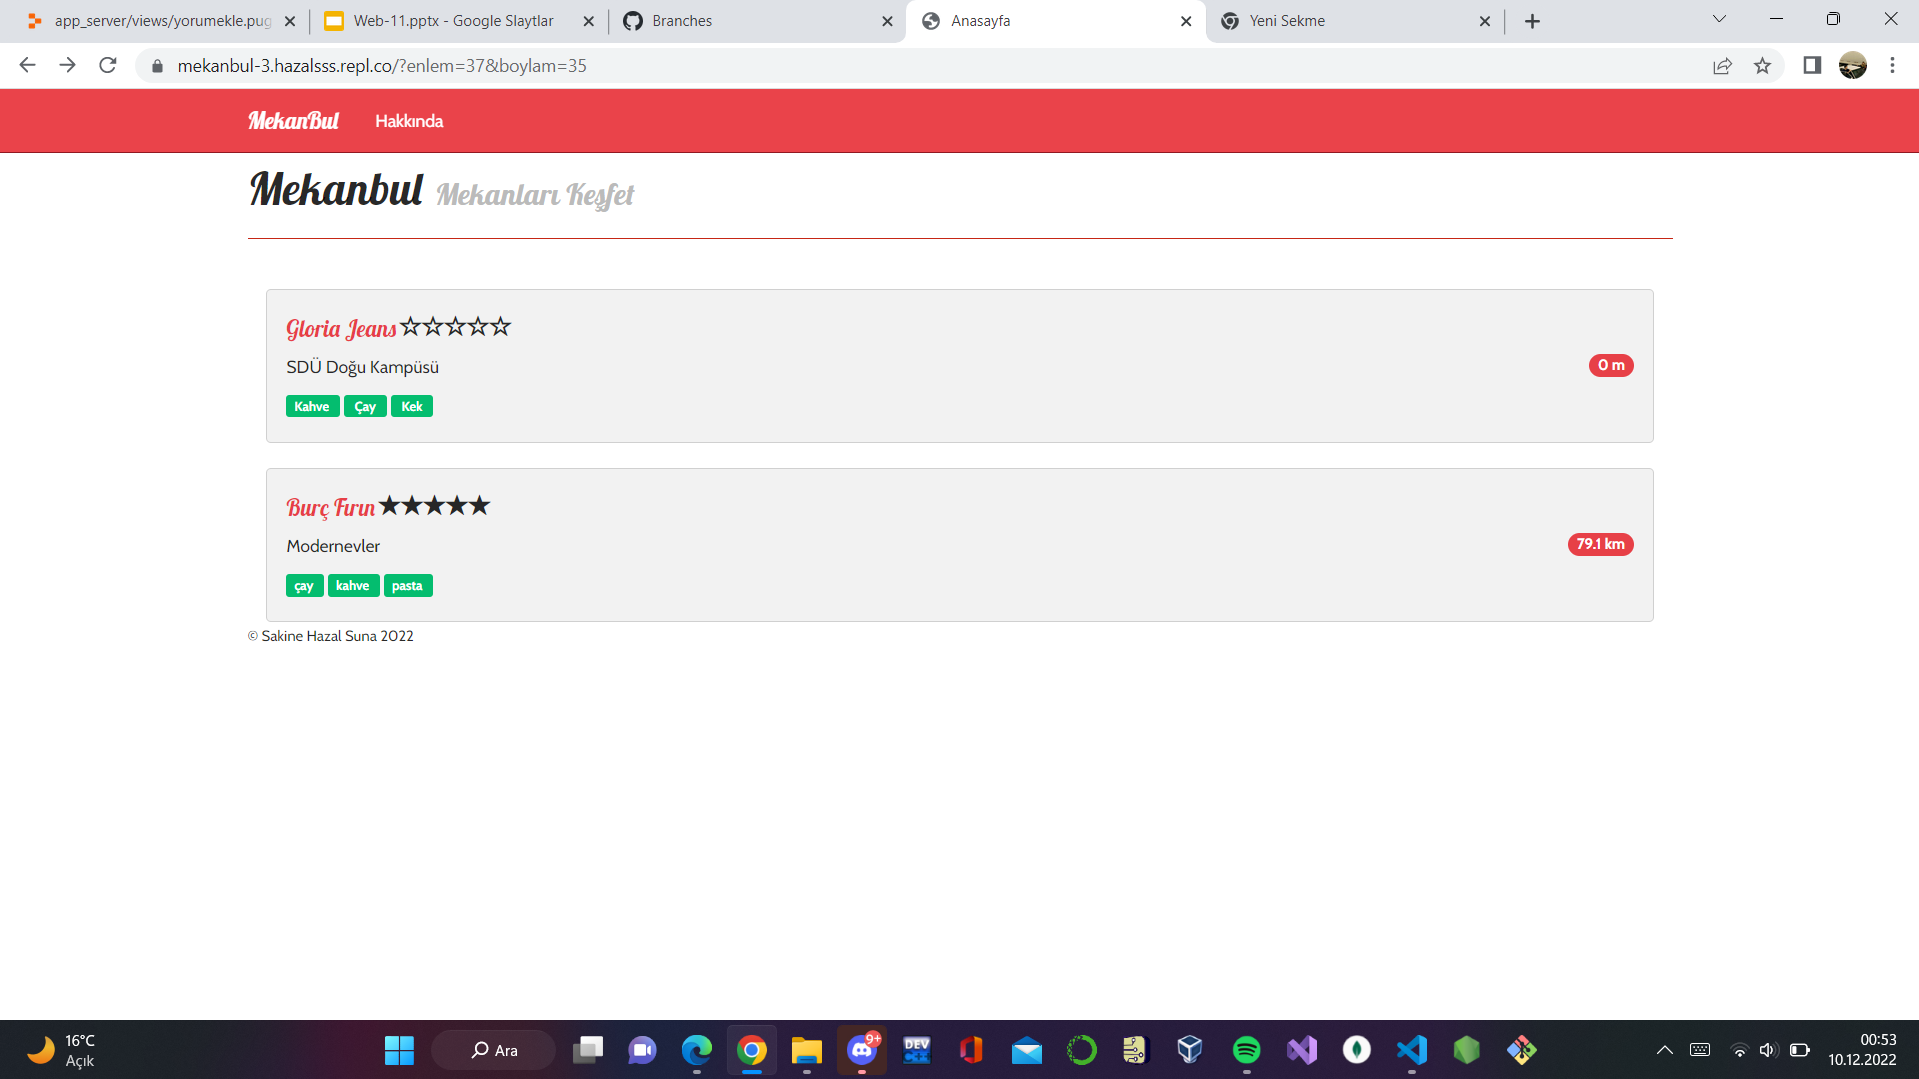 app_server/views/yorumekle.pug
Web-11.pptx - Google Slaytlar
Branches
Anasayfa
Yeni Sekme
mekanbul-3.hazalsss.repl.co/?enlem=37&boylam=35
MekanBul
Hakkında
Mekanbul Mekanları Keşfet
Gloria Jeans
SDÜ Doğu Kampüsü
0 m
Kahve Çay Kek
Burç Fırın
Modernevler
79.1 km
çay kahve pasta
© Sakine Hazal Suna 2022
16°C
Açık
Ara
9+
DEV
00:53
10.12.2022